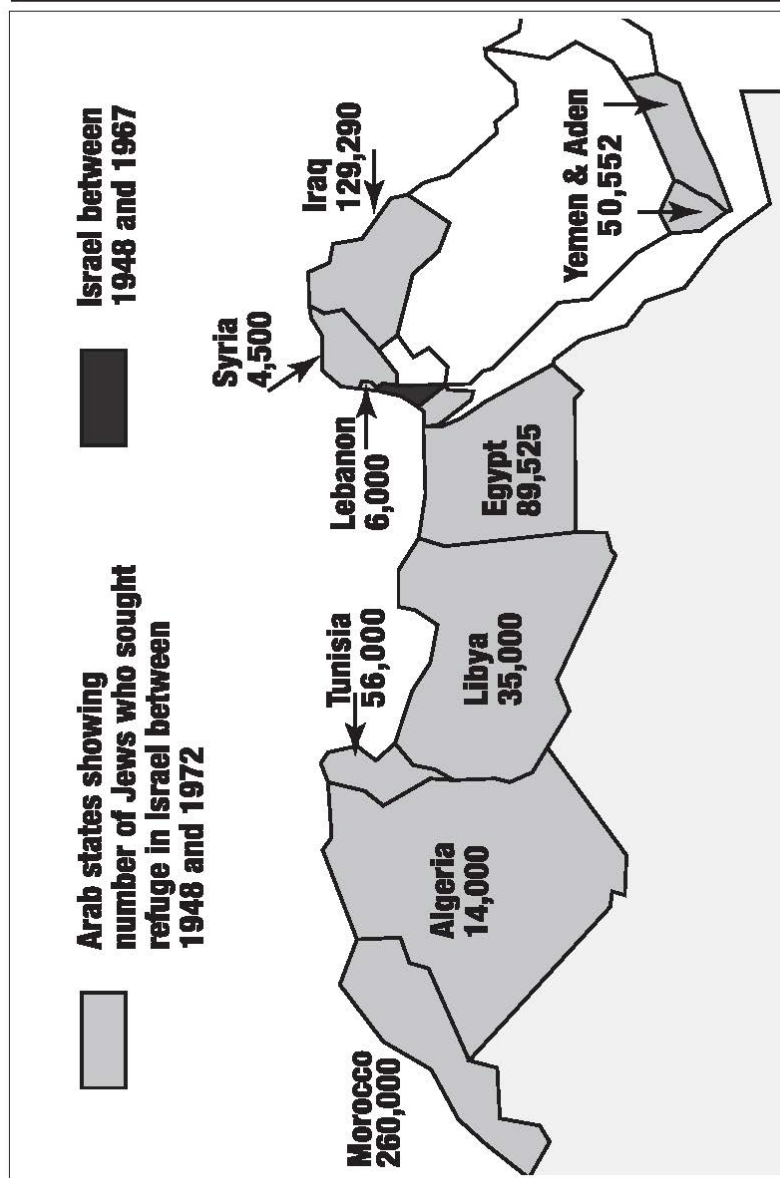 Arab states showing
number of Jews who sought
refuge in Israel between
1948 and 1972
Israel between
1948 and 1967
Morocco
260,000
Algeria
14,000
Tunisia
56,000
Libya
35,000
Egypt
89,525
Lebanon
6,000
Syria
4,500
Iraq
129,290
Yemen & Aden
50,552